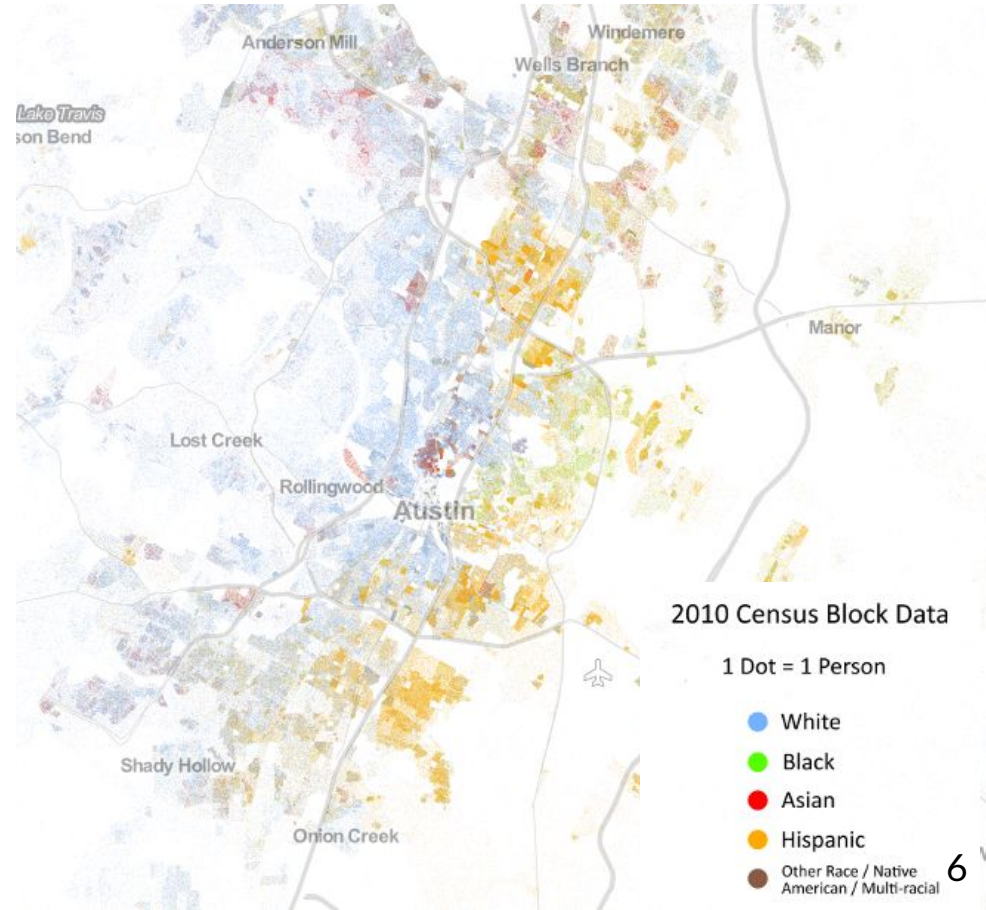 Windemere
Anderson Mill
Wells Branch
Lake Travis
son Bend
Manor
Lost Creek
Rollingwood
Austin
2010 Census Block Data
1 Dot = 1 Person
White
Black
Shady Hollow
Asian
Onion Creek
Hispanic
Other Race / Native
American / Multi-racial
6